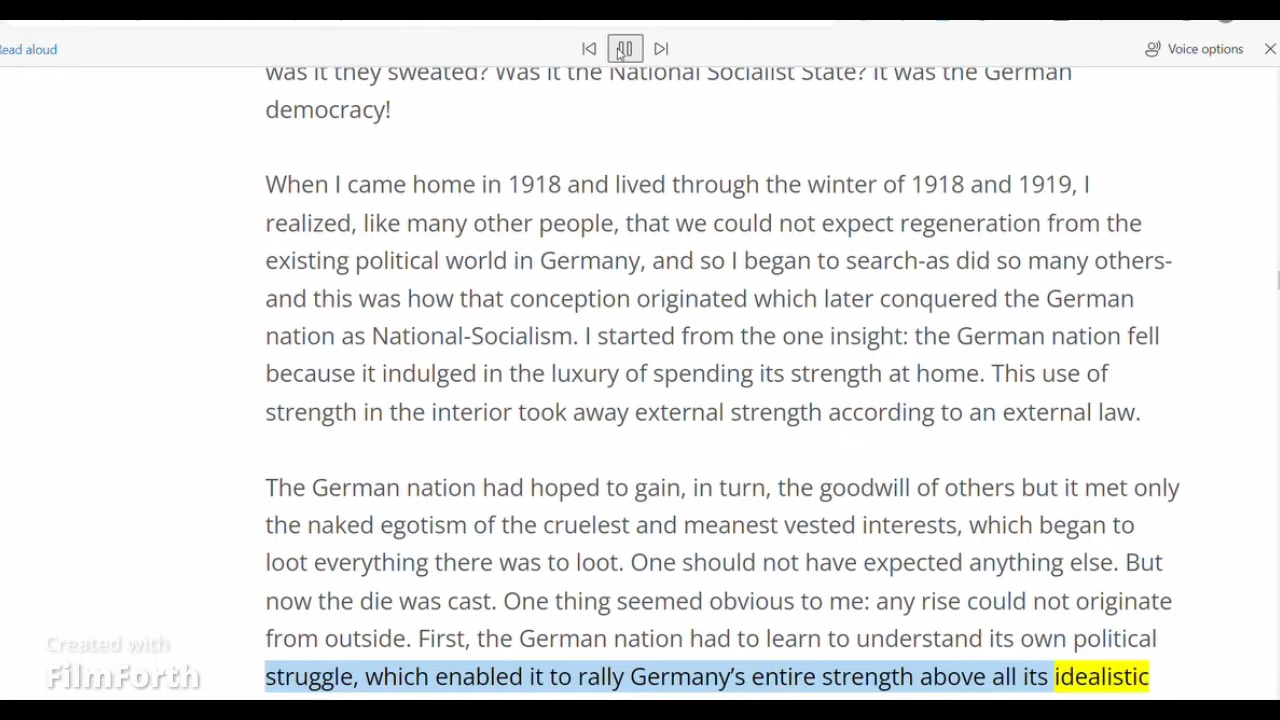 Read aloud
Voice options
was it they sweated? Was it the National Socialist State? It was the German
democracy!
When I came home in 1918 and lived through the winter of 1918 and 1919, I
realized, like many other people, that we could not expect regeneration from the
existing political world in Germany, and so I began to search-as did so many others-
and this was how that conception originated which later conquered the German
nation as National-Socialism. I started from the one insight: the German nation fell
because it indulged in the luxury of spending its strength at home. This use of
strength in the interior took away external strength according to an external law.
The German nation had hoped to gain, in turn, the goodwill of others but it met only
the naked egotism of the cruelest and meanest vested interests, which began to
loot everything there was to loot. One should not have expected anything else. But
now the die was cast. One thing seemed obvious to me: any rise could not originate
from outside. First, the German nation had to learn to understand its own political
struggle, which enabled it to rally Germany's entire strength above all its idealistic
Created with
FilmForth